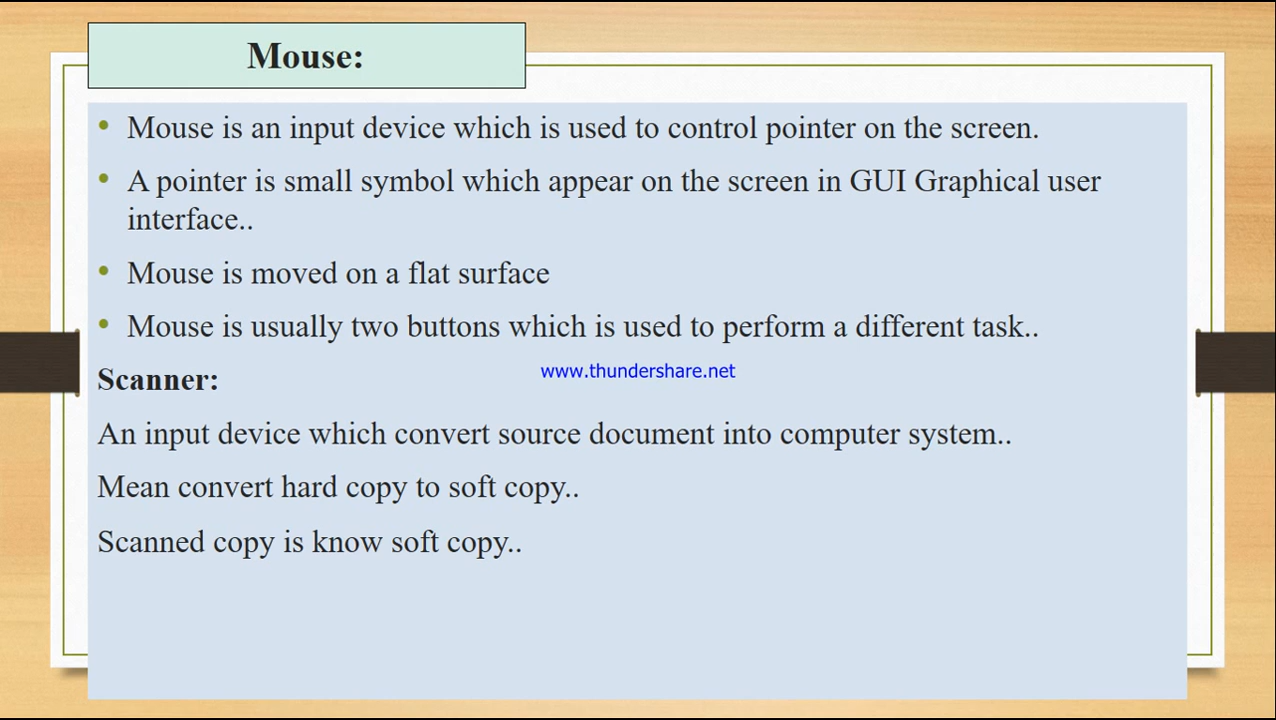 Mouse:
• Mouse is an input device which is used to control pointer on the screen.
• A pointer is small symbol which appear on the screen in GUI Graphical user
interface..
• Mouse is moved on a flat surface
• Mouse is usually two buttons which is used to perform a different task..
www.thundershare.net
Scanner:
An input device which convert source document into computer system..
Mean convert hard copy to soft copy..
Scanned copy is know soft copy..